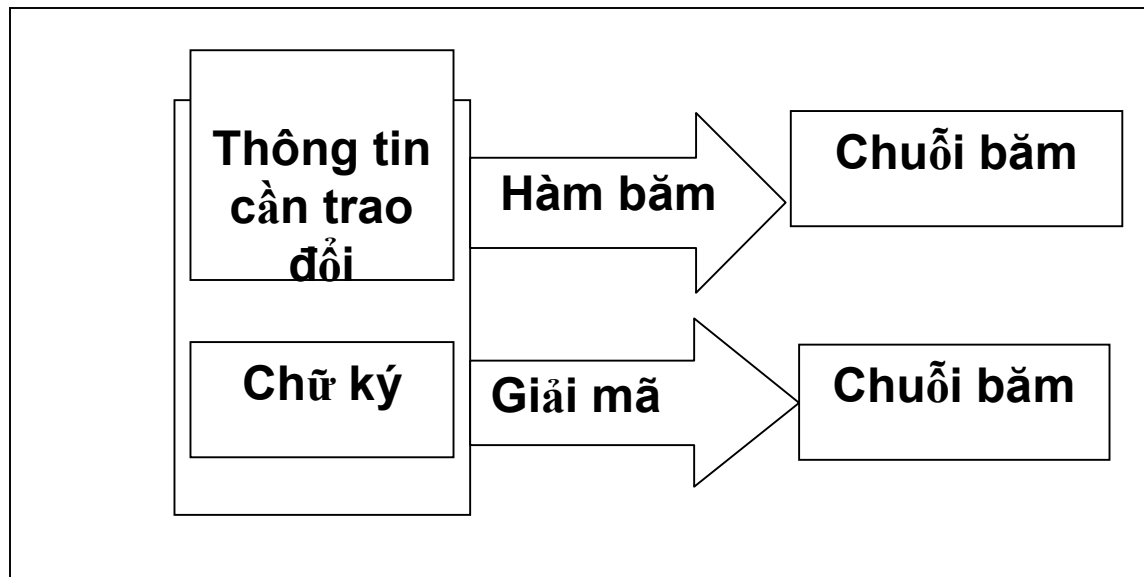 Thông tin
cần trao
đổi
Hàm băm
Chuỗi băm
Chữ ký
Giải mã
Chuỗi băm